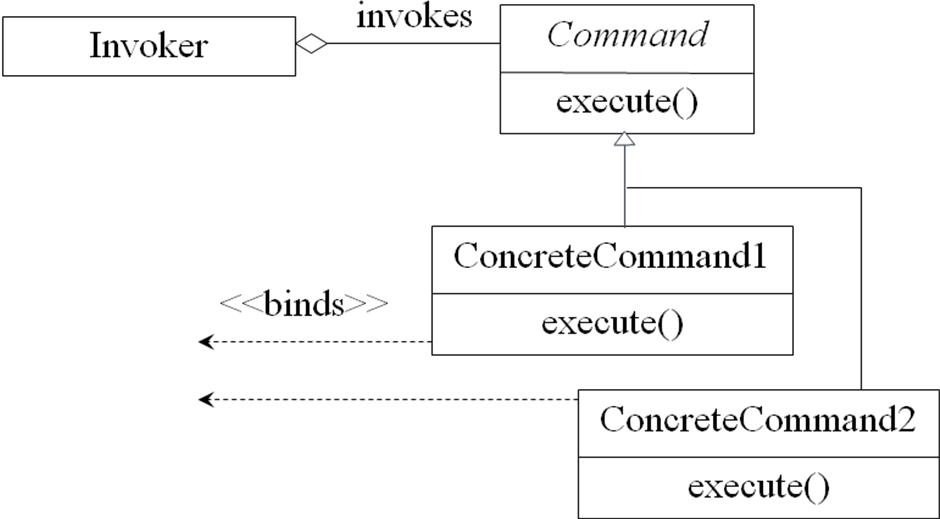 invokes
Invoker
Command
execute()
ConcreteCommand1
<<binds>>
execute()
ConcreteCommand2
execute()